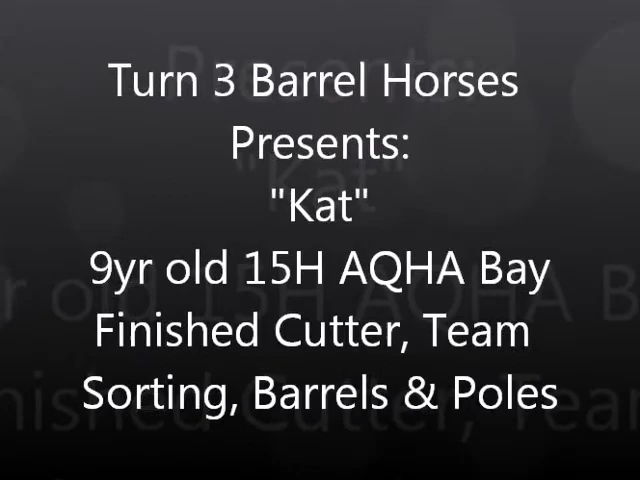 Turn 3 Barrel Horses
Presents:
"Kat"
9yr old 15H AQHA Bay
Finished Cutter, Team
Sorting, Barrels & Poles